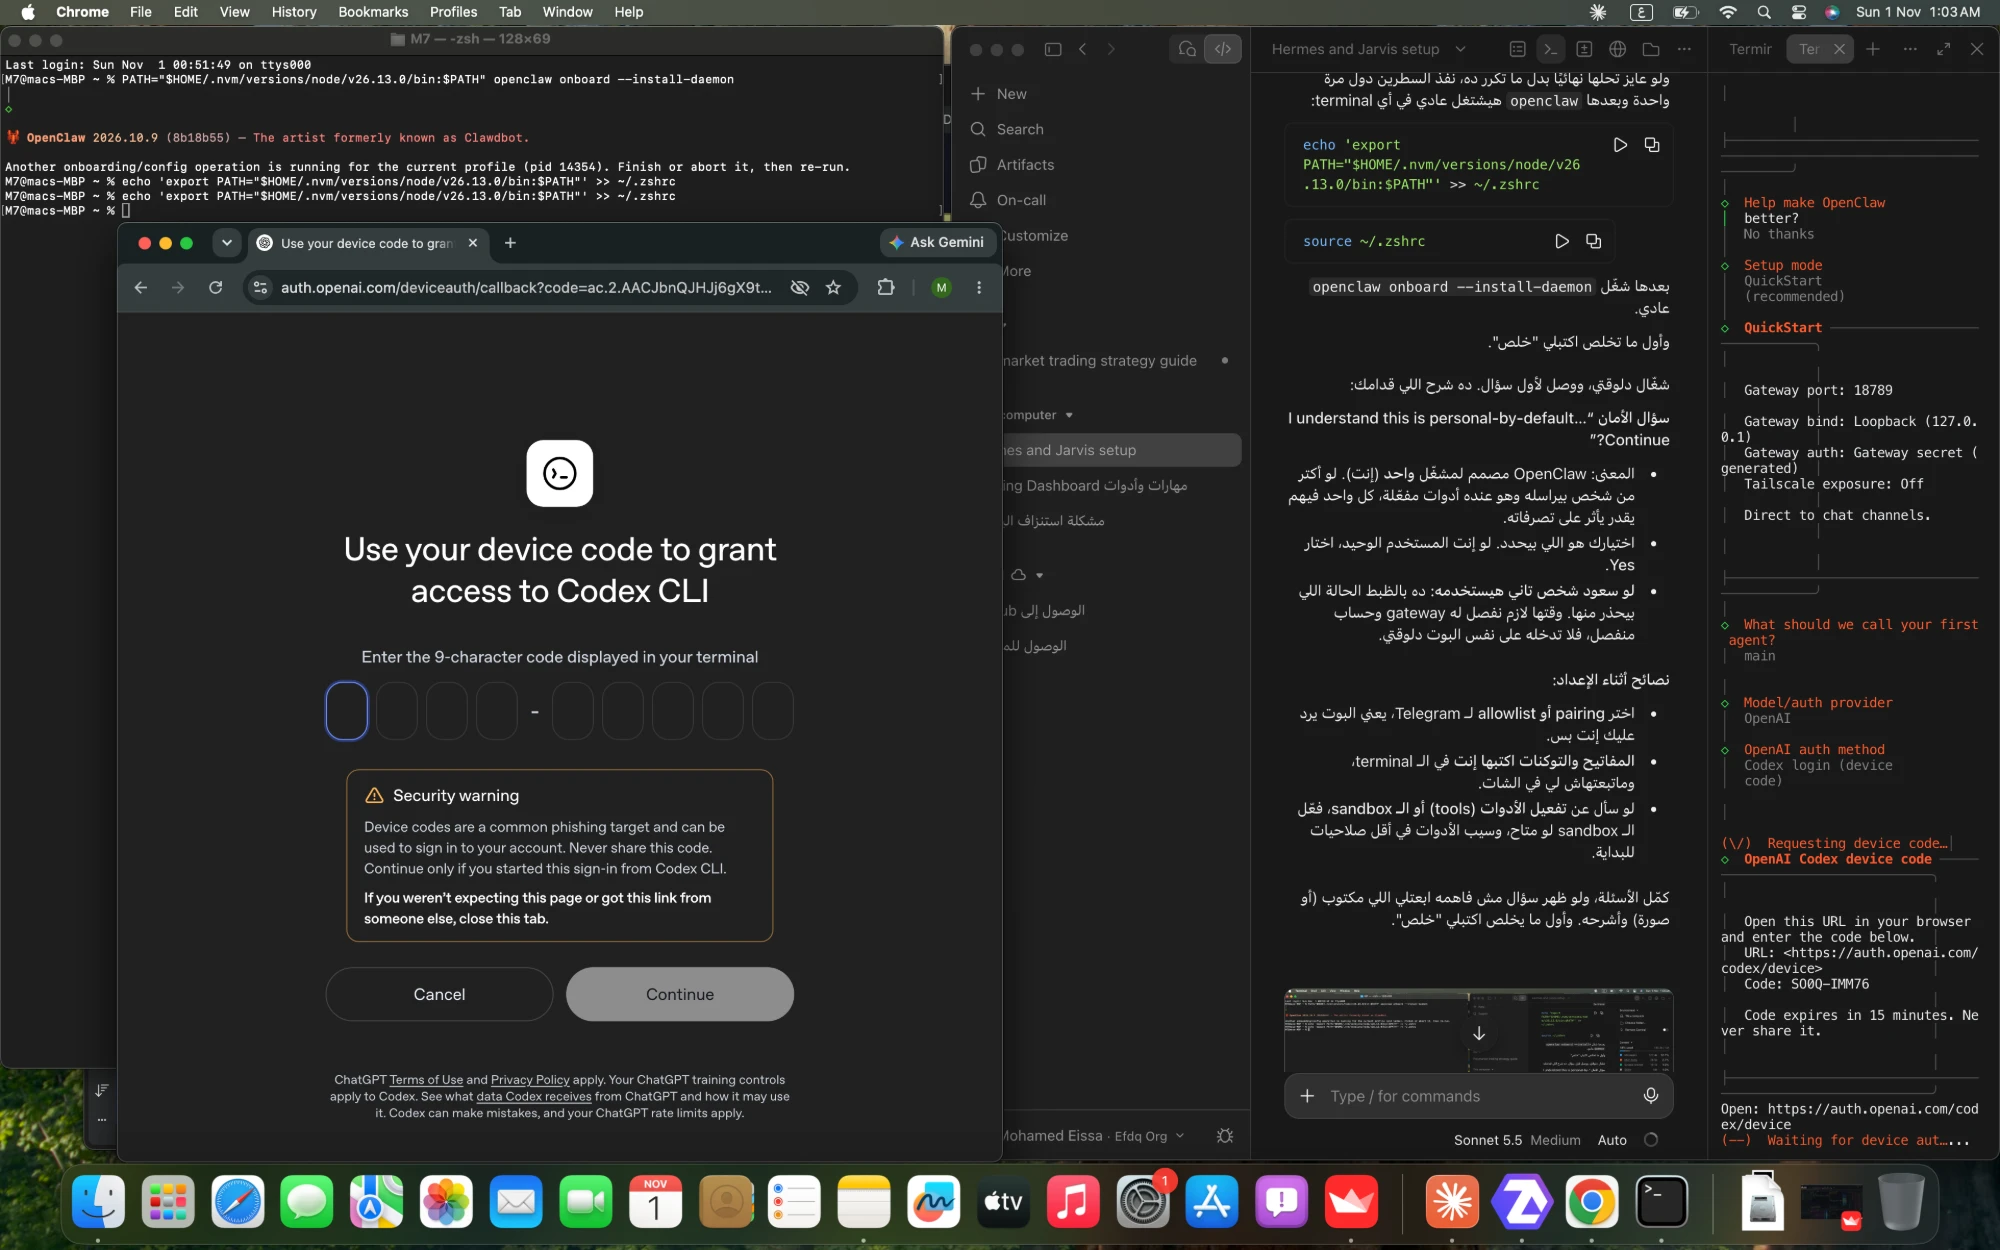 Chrome File Edit View History Bookmarks Profiles Tab Window Help
Sun 1 Nov 1:03 AM
M7 — -zsh — 128×69
Last login: Sun Nov  1 00:51:49 on ttys000
M7@macs-MBP ~ % PATH="$HOME/.nvm/versions/node/v26.13.0/bin:$PATH" openclaw onboard --install-daemon
OpenClaw 2026.10.9 (8b18b55) — The artist formerly known as Clawdbot.
Another onboarding/config operation is running for the current profile (pid 14354). Finish or abort it, then re-run.
M7@macs-MBP ~ % echo 'export PATH="$HOME/.nvm/versions/node/v26.13.0/bin:$PATH"' >> ~/.zshrc
M7@macs-MBP ~ % echo 'export PATH="$HOME/.nvm/versions/node/v26.13.0/bin:$PATH"' >> ~/.zshrc
M7@macs-MBP ~ %
Use your device code to gran
Ask Gemini
auth.openai.com/deviceauth/callback?code=ac.2.AACJbnQJHJj6gX9t...
M
Use your device code to grant
access to Codex CLI
Enter the 9-character code displayed in your terminal
-
Security warning
Device codes are a common phishing target and can be
used to sign in to your account. Never share this code.
Continue only if you started this sign-in from Codex CLI.
If you weren't expecting this page or got this link from
someone else, close this tab.
Cancel
Continue
ChatGPT Terms of Use and Privacy Policy apply. Your ChatGPT training controls
apply to Codex. See what data Codex receives from ChatGPT and how it may use
it. Codex can make mistakes, and your ChatGPT rate limits apply.
New
Search
Artifacts
On-call
Customize
More
market trading strategy guide
omputer
mes and Jarvis setup
ing Dashboard مهارات وأدوات
مشكلة استنزاف ال
الوصول إلى ub
الوصول للم
Mohamed Eissa · Efdq Org
Hermes and Jarvis setup
ولو عايز تحلها نهائيًا بدل ما تكرر ده، نفذ السطرين دول مرة
واحدة وبعدها openclaw هيشتغل عادي في أي terminal:
echo 'export
PATH="$HOME/.nvm/versions/node/v26
.13.0/bin:$PATH"' >> ~/.zshrc
source ~/.zshrc
بعدها شغّل openclaw onboard --install-daemon
عادي.
وأول ما تخلص اكتبلي "خلص".
شغّال دلوقتي، ووصل لأول سؤال. ده شرح اللي قدامك:
سؤال الأمان "I understand this is personal-by-default...
Continue?"
المعنى: OpenClaw مصمم لمشغّل واحد (إنت). لو أكتر
من شخص بيراسله وهو عنده أدوات مفعّلة، كل واحد فيهم
يقدر يأثر على تصرفاته.
اختيارك هو اللي بيحدد. لو إنت المستخدم الوحيد، اختار
Yes.
لو سعود شخص تاني هيستخدمه: ده بالظبط الحالة اللي
بيحذر منها. وقتها لازم نفصل له gateway وحساب
منفصل، فلا تدخله على نفس البوت دلوقتي.
نصائح أثناء الإعداد:
اختر pairing أو allowlist لـ Telegram، يعني البوت يرد
عليك إنت بس.
المفاتيح والتوكنات اكتبها إنت في الـ terminal،
وماتبعتهاش لي في الشات.
لو سأل عن تفعيل الأدوات (tools) أو الـ sandbox، فعّل
الـ sandbox لو متاح، وسيب الأدوات في أقل صلاحيات
للبداية.
كمّل الأسئلة، ولو ظهر سؤال مش فاهمه ابعتلي اللي مكتوب (أو
صورة) وأشرحه. وأول ما يخلص اكتبلي "خلص".
Type / for commands
Sonnet 5.5 Medium Auto
Termir
Ter
Help make OpenClaw
better?
No thanks
Setup mode
QuickStart
(recommended)
QuickStart
Gateway port: 18789
Gateway bind: Loopback (127.0.
0.1)
Gateway auth: Gateway secret (
generated)
Tailscale exposure: Off
Direct to chat channels.
What should we call your first
agent?
main
Model/auth provider
OpenAI
OpenAI auth method
Codex login (device
code)
(\/) Requesting device code…
OpenAI Codex device code
Open this URL in your browser
and enter the code below.
URL: <https://auth.openai.com/
codex/device>
Code: SO0Q-IMM76
Code expires in 15 minutes. Ne
ver share it.
Open: https://auth.openai.com/cod
ex/device
(--) Waiting for device aut…...
NOV
1
tv
1